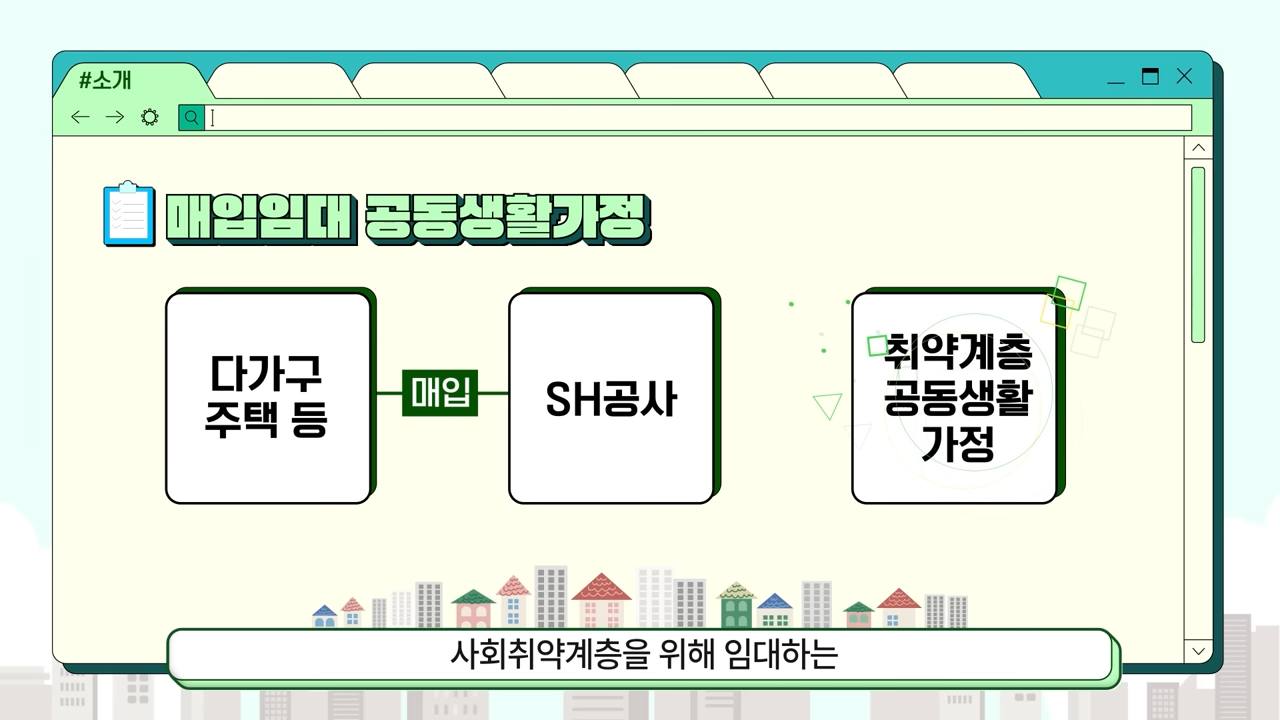 #소개
매입임대 공동생활가정
다가구
주택 등
매입
SH공사
취약계층
공동생활
가정
사회취약계층을 위해 임대하는